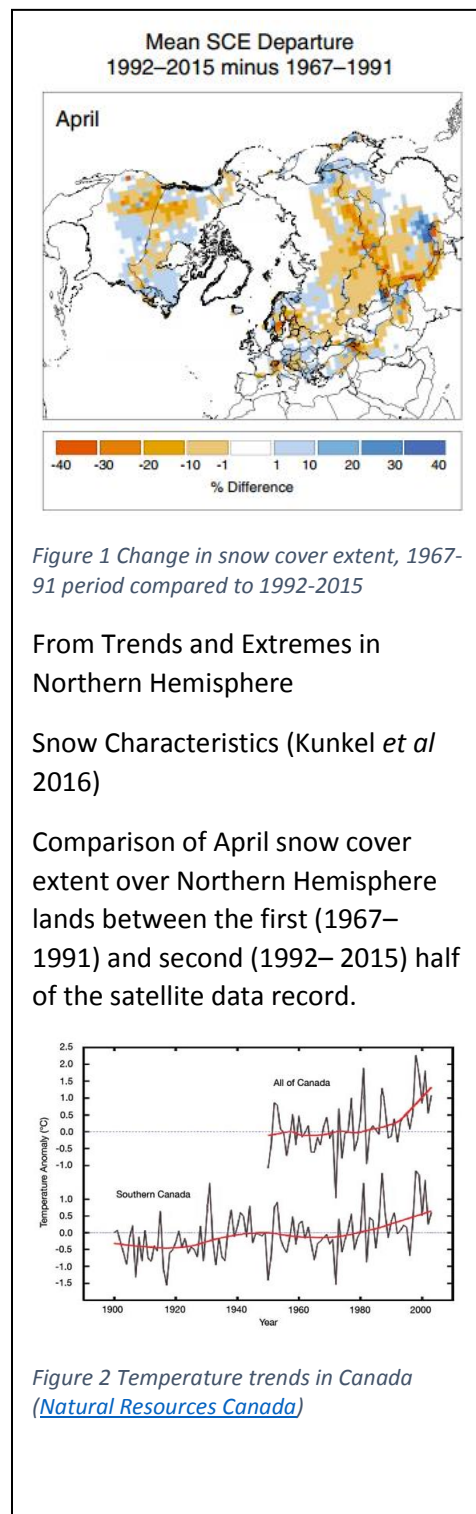 Mean SCE Departure
1992–2015 minus 1967–1991
April
-40 -30 -20 -10 -1 1 10 20 30 40
% Difference
Figure 1 Change in snow cover extent, 1967-
91 period compared to 1992-2015
From Trends and Extremes in
Northern Hemisphere
Snow Characteristics (Kunkel et al
2016)
Comparison of April snow cover
extent over Northern Hemisphere
lands between the first (1967–
1991) and second (1992– 2015) half
of the satellite data record.
2.5
2.0
1.5
All of Canada
1.0
0.5
0.0
-0.5
-1.0
Temperature Anomaly (°C)
Southern Canada
1.0
0.5
0.0
-0.5
-1.0
-1.5
1900 1920 1940 1960 1980 2000
Year
Figure 2 Temperature trends in Canada
(Natural Resources Canada)